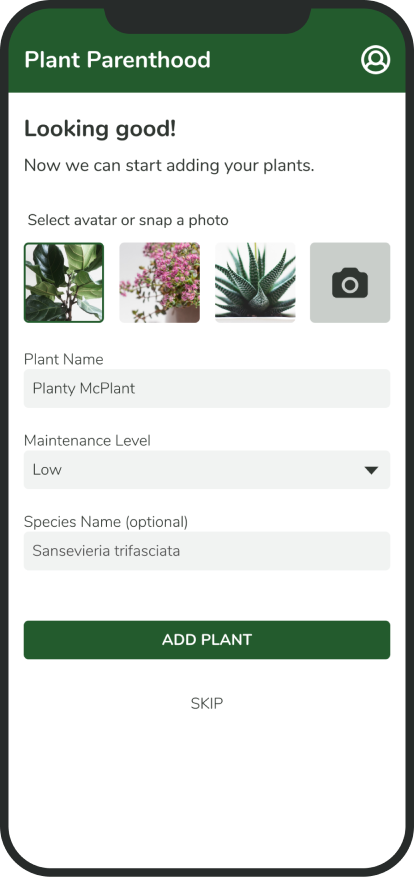 Plant Parenthood
Looking good!
Now we can start adding your plants.
Select avatar or snap a photo
Plant Name
Planty McPlant
Maintenance Level
Low
Species Name (optional)
Sansevieria trifasciata
ADD PLANT
SKIP